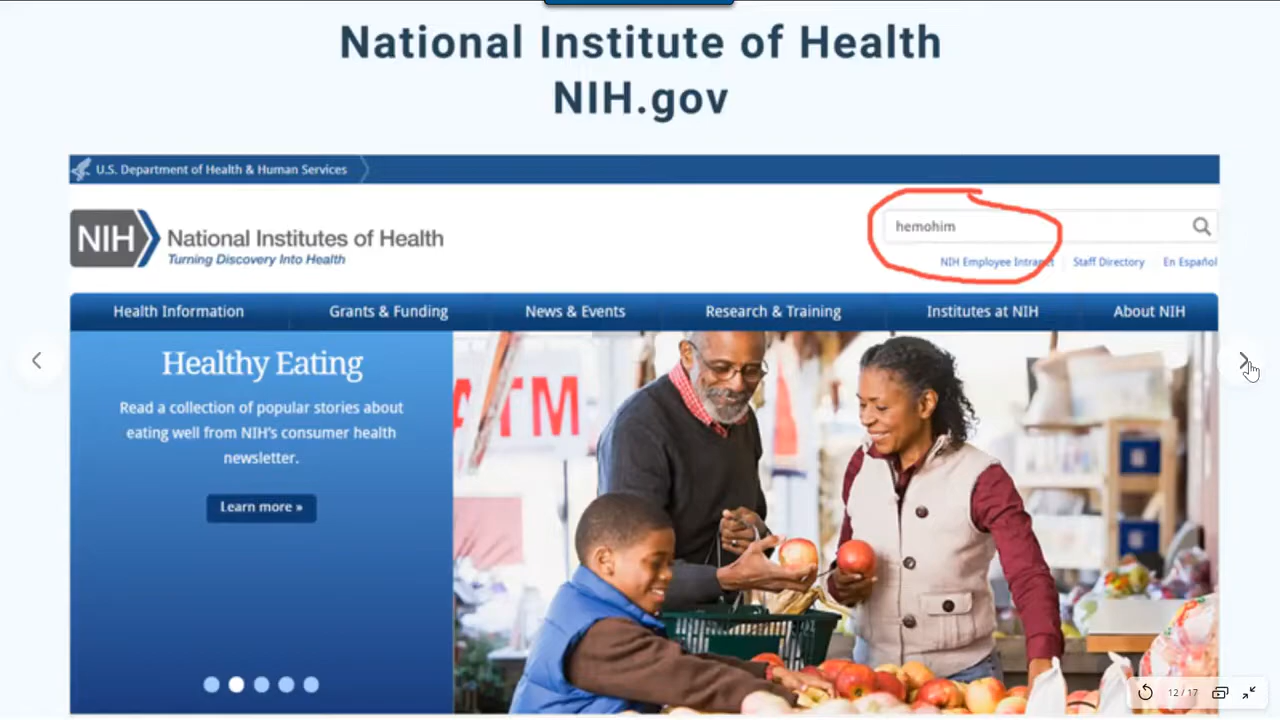 National Institute of Health
NIH.gov
U.S. Department of Health & Human Services
NIH
National Institutes of Health
Turning Discovery Into Health
hemohim
NIH Employee Intranet
Staff Directory
En Español
Health Information
Grants & Funding
News & Events
Research & Training
Institutes at NIH
About NIH
Healthy Eating
Read a collection of popular stories about
eating well from NIH's consumer health
newsletter.
Learn more »
ATM
12 / 17